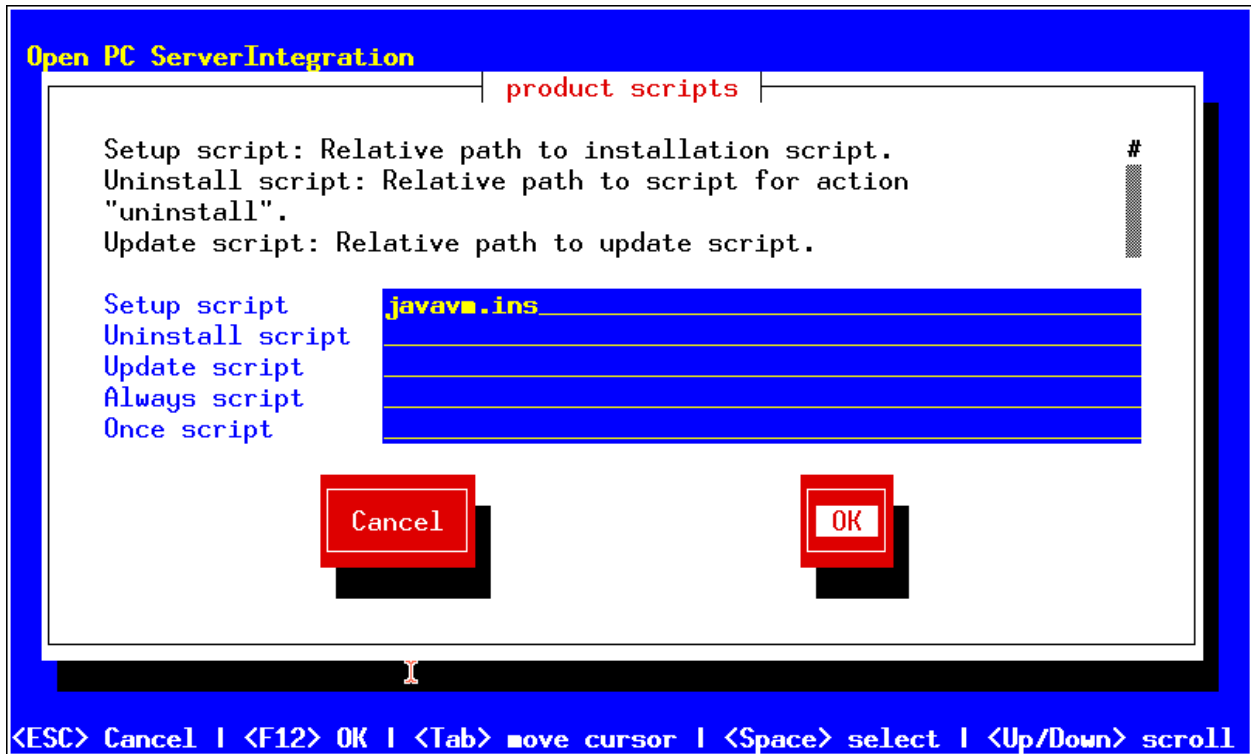 Open PC ServerIntegration
product scripts
Setup script: Relative path to installation script.
#
Uninstall script: Relative path to script for action
"uninstall".
Update script: Relative path to update script.
Setup script javavm.ins
Uninstall script
Update script
Always script
Once script
Cancel OK
<ESC> Cancel | <F12> OK | <Tab> move cursor | <Space> select | <Up/Down> scroll